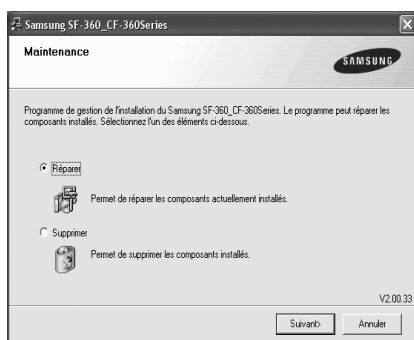 Samsung SF-360_CF-360Series
Maintenance
SAMSUNG
Programme de gestion de l'installation du Samsung SF-360_CF-360Series. Le programme peut réparer les
composants installés. Sélectionnez l'un des éléments ci-dessous.
Réparer
Permet de réparer les composants actuellement installés.
Supprimer
Permet de supprimer les composants installés.
V2.00.33
Suivant>
Annuler